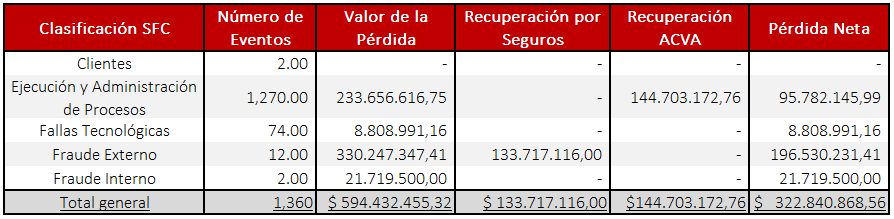 Clasificación SFC Número de Eventos Valor de la Pérdida Recuperación por Seguros Recuperación ACVA Pérdida Neta
Clientes 2.00 - - - -
Ejecución y Administración de Procesos 1,270.00 233.656.616,75 - 144.703.172,76 95.782.145,99
Fallas Tecnológicas 74.00 8.808.991,16 - - 8.808.991,16
Fraude Externo 12.00 330.247.347,41 133.717.116,00 - 196.530.231,41
Fraude Interno 2.00 21.719.500,00 - - 21.719.500,00
Total general 1,360 $ 594.432.455,32 $ 133.717.116,00 $144.703.172,76 $ 322.840.868,56